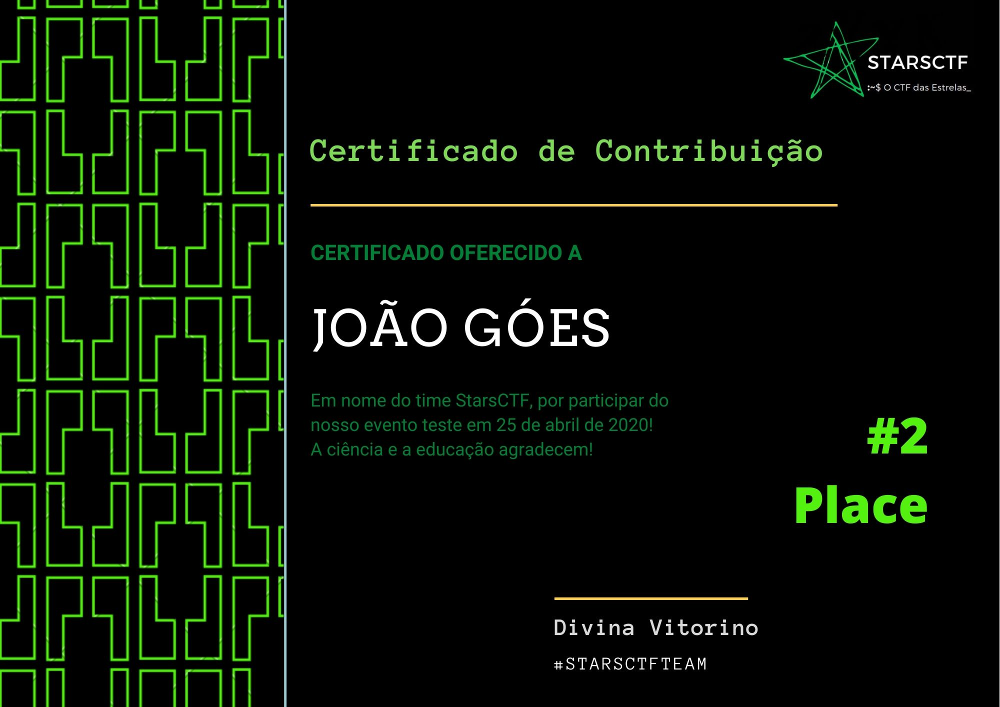 STARSCTF
:~$ O CTF das Estrelas_
Certificado de Contribuição
CERTIFICADO OFERECIDO A
JOÃO GÓES
Em nome do time StarsCTF, por participar do
nosso evento teste em 25 de abril de 2020!
A ciência e a educação agradecem!
#2
Place
Divina Vitorino
#STARSCTFTEAM